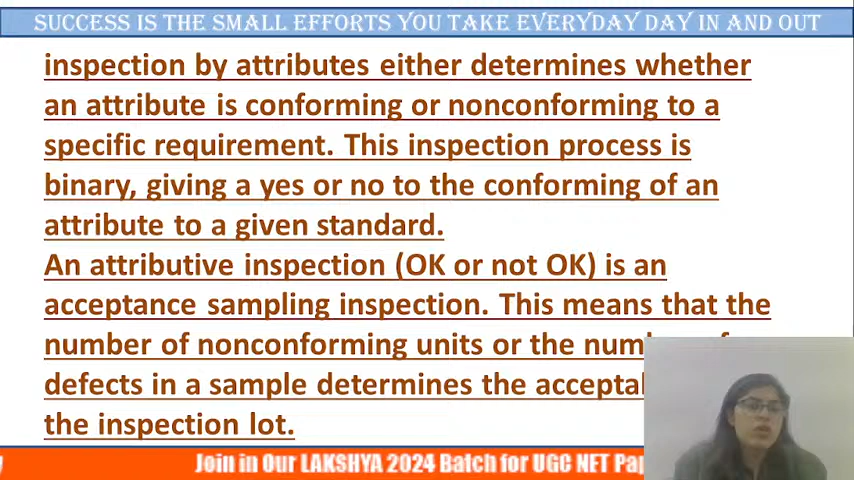 SUCCESS IS THE SMALL EFFORTS YOU TAKE EVERYDAY DAY IN AND OUT
inspection by attributes either determines whether
an attribute is conforming or nonconforming to a
specific requirement. This inspection process is
binary, giving a yes or no to the conforming of an
attribute to a given standard.
An attributive inspection (OK or not OK) is an
acceptance sampling inspection. This means that the
number of nonconforming units or the
defects in a sample determines the
the inspection lot.
Join in Our LAKSHYA 2024 Batch for UGC NET